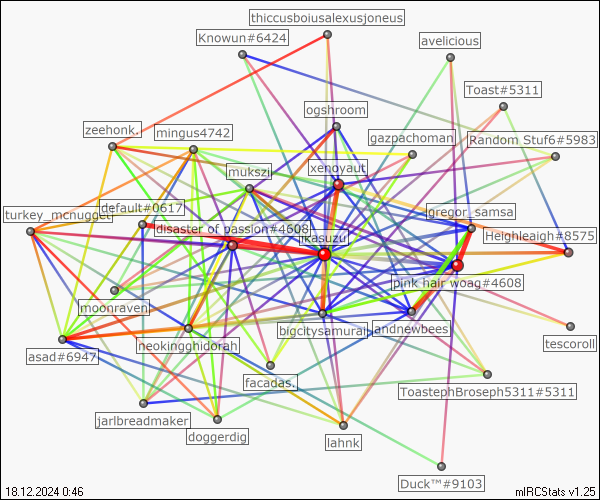 thiccusboiusalexusjoneus
Knowun#6424
avelicious
Toast#5311
ogshroom
zeehonk.
mingus4742
gazpachoman
Random Stuf6#5983
xenoyaut
mukszi
default#0617
turkey_mcnugget
gregor_samsa
disaster of passion#4608
ikasuzu
Heighleaigh#8575
pink hair woag#4608
moonraven
bigcitysamurai
andnewbees
neokingghidorah
tescoroll
asad#6947
facadas.
ToastephBroseph5311#5311
jarlbreadmaker
doggerdig
lahnk
Duck™#9103
18.12.2024 0:46
mIRCStats v1.25